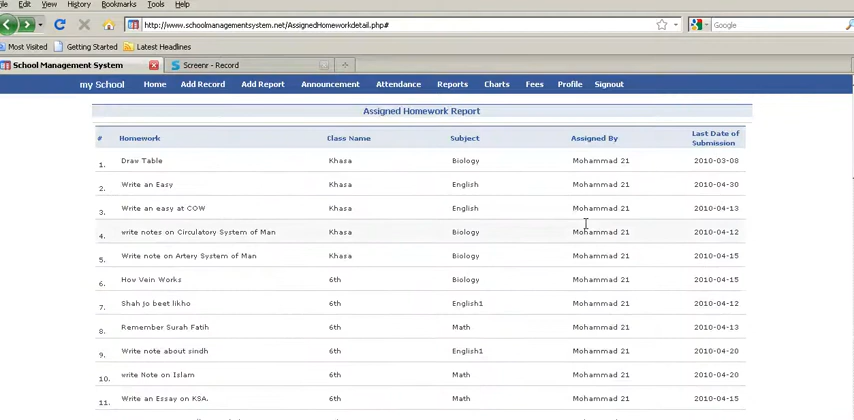 File Edit View History Bookmarks Tools Help
http://www.schoolmanagementsystem.net/AssignedHomeworkdetail.php# Google
Most Visited Getting Started Latest Headlines
School Management System Screenr - Record
my School Home Add Record Add Report Announcement Attendance Reports Charts Fees Profile Signout
Assigned Homework Report
# Homework Class Name Subject Assigned By Last Date of Submission
1. Draw Table Khasa Biology Mohammad 21 2010-03-08
2. Write an Easy Khasa English Mohammad 21 2010-04-30
3. Write an easy at COW Khasa English Mohammad 21 2010-04-13
4. write notes on Circulatory System of Man Khasa Biology Mohammad 21 2010-04-12
5. Write note on Artery System of Man Khasa Biology Mohammad 21 2010-04-15
6. How Vein Works 6th Biology Mohammad 21 2010-04-15
7. Shah jo beet likho 6th English1 Mohammad 21 2010-04-12
8. Remember Surah Fatih 6th Math Mohammad 21 2010-04-13
9. Write note about sindh 6th English1 Mohammad 21 2010-04-20
10. write Note on Islam 6th Math Mohammad 21 2010-04-20
11. Write an Essay on KSA. 6th Math Mohammad 21 2010-04-15